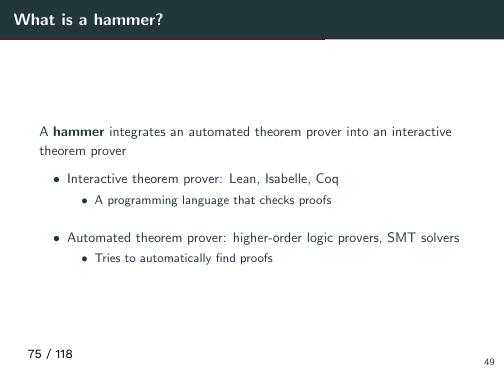 What is a hammer?
A hammer integrates an automated theorem prover into an interactive
theorem prover
• Interactive theorem prover: Lean, Isabelle, Coq
• A programming language that checks proofs
• Automated theorem prover: higher-order logic provers, SMT solvers
• Tries to automatically find proofs
75 / 118
49